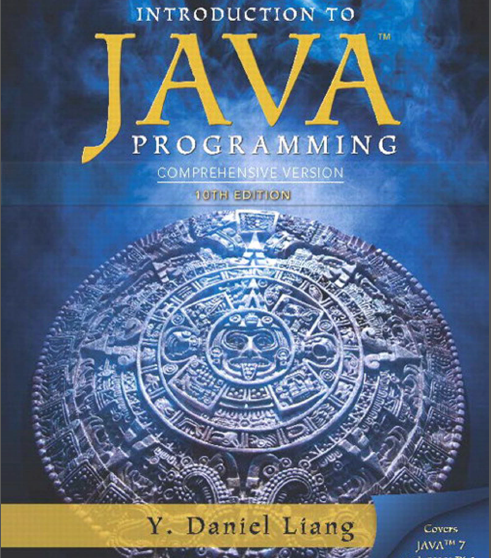 INTRODUCTION TO
JAVA™
PROGRAMMING
COMPREHENSIVE VERSION
10TH EDITION
Y. Daniel Liang
Covers
JAVA™ 7